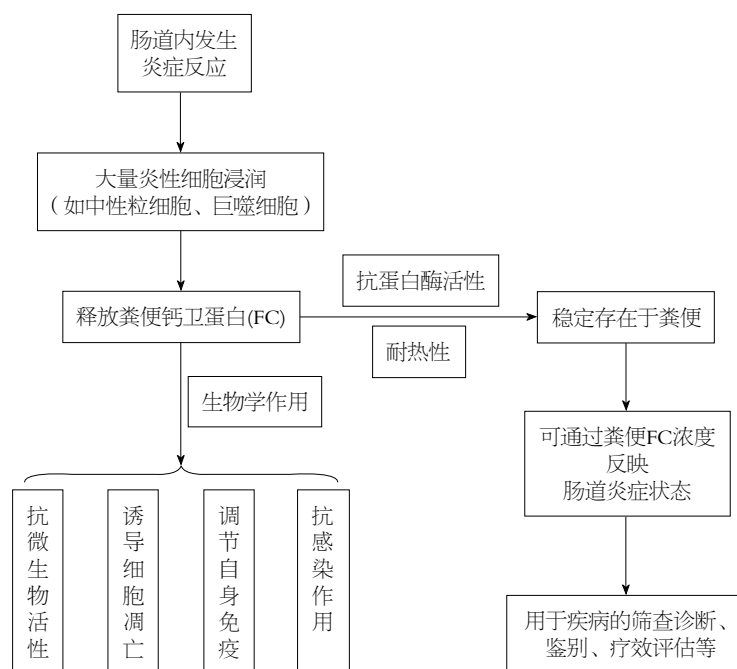 肠道内发生
炎症反应
大量炎性细胞浸润
（如中性粒细胞、巨噬细胞）
释放粪便钙卫蛋白(FC)
抗蛋白酶活性
耐热性
稳定存在于粪便
生物学作用
可通过粪便FC浓度
反映
肠道炎症状态
抗微生物活性
诱导细胞凋亡
调节自身免疫
抗感染作用
用于疾病的筛查诊断、
鉴别、疗效评估等